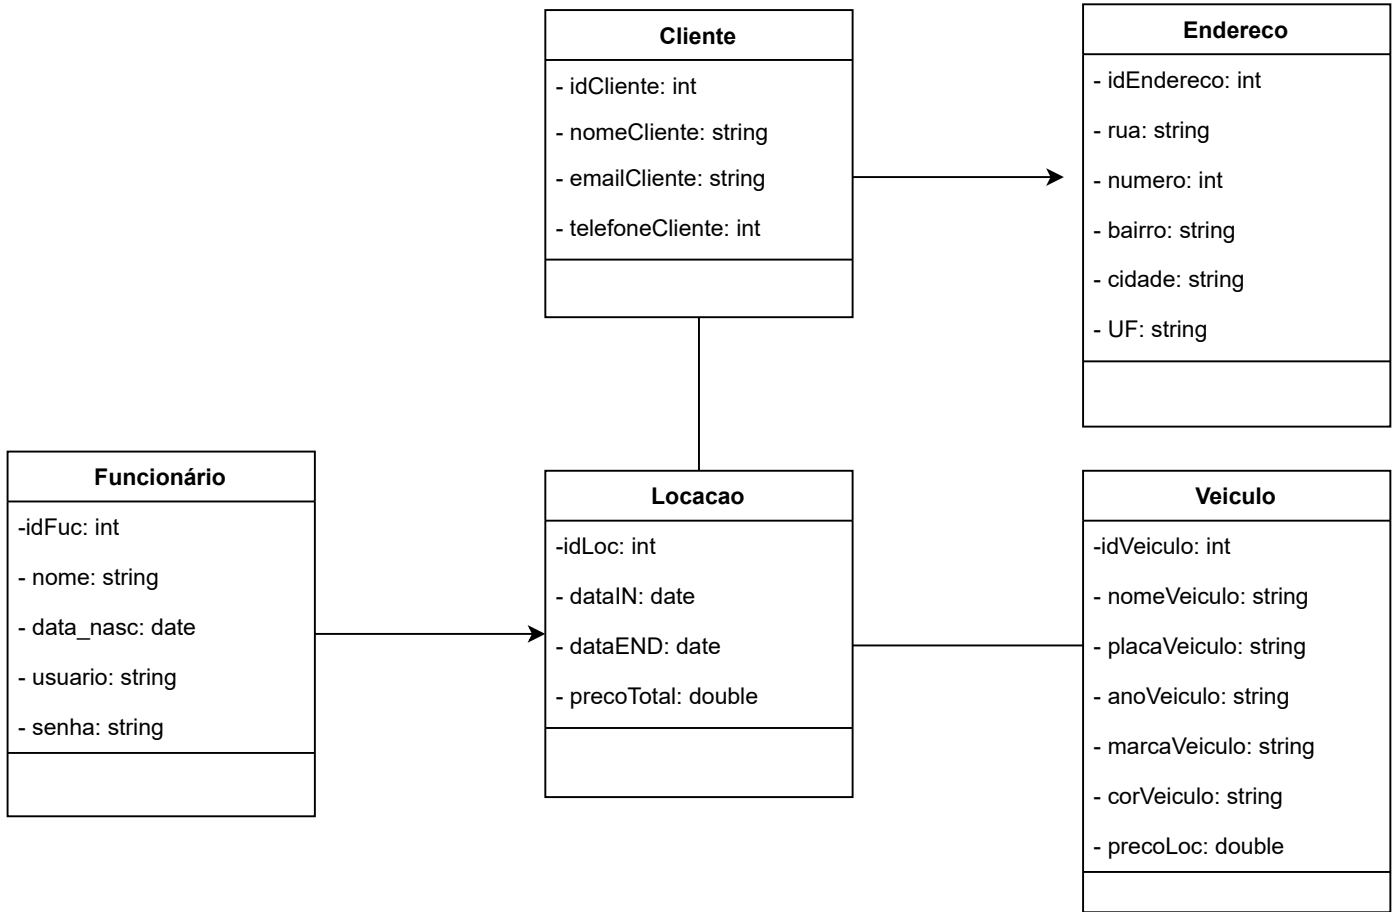 Cliente
- idCliente: int
- nomeCliente: string
- emailCliente: string
- telefoneCliente: int
Endereco
- idEndereco: int
- rua: string
- numero: int
- bairro: string
- cidade: string
- UF: string
Funcionário
-idFuc: int
- nome: string
- data_nasc: date
- usuario: string
- senha: string
Locacao
-idLoc: int
- dataIN: date
- dataEND: date
- precoTotal: double
Veiculo
-idVeiculo: int
- nomeVeiculo: string
- placaVeiculo: string
- anoVeiculo: string
- marcaVeiculo: string
- corVeiculo: string
- precoLoc: double